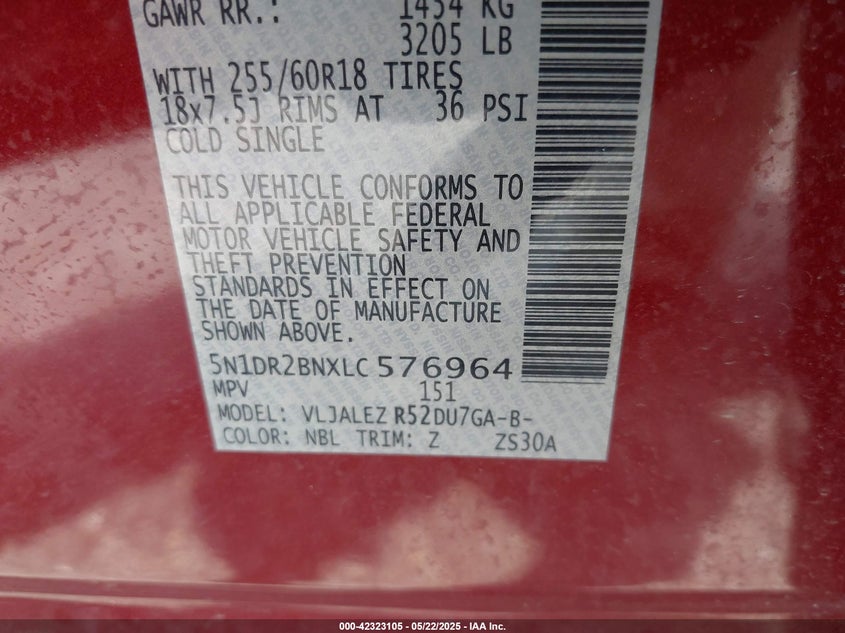 GAWR RR.: 1454 KG
3205 LB
WITH 255/60R18 TIRES
18x7.5J RIMS AT 36 PSI
COLD SINGLE
THIS VEHICLE CONFORMS TO
ALL APPLICABLE FEDERAL
MOTOR VEHICLE SAFETY AND
THEFT PREVENTION
STANDARDS IN EFFECT ON
THE DATE OF MANUFACTURE
SHOWN ABOVE.
5N1DR2BNXLC576964
MPV 151
MODEL: VLJALEZ R52DU7GA-B-
COLOR: NBL TRIM: Z ZS30A
000-42323105 - 05/22/2025 - IAA Inc.